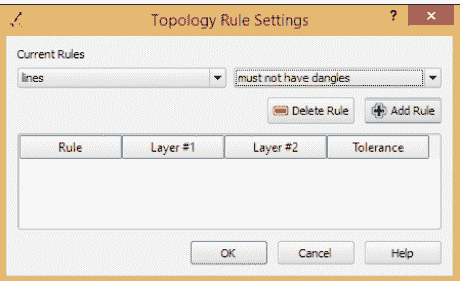 Topology Rule Settings ?
Current Rules
lines must not have dangles
Delete Rule Add Rule
Rule Layer #1 Layer #2 Tolerance
OK Cancel Help